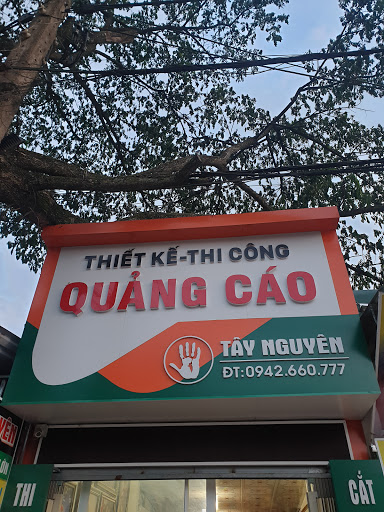 THIẾT KẾ-THI CÔNG
QUẢNG CÁO
TÂY NGUYÊN
ĐT:0942.660.777
THI
CẮT